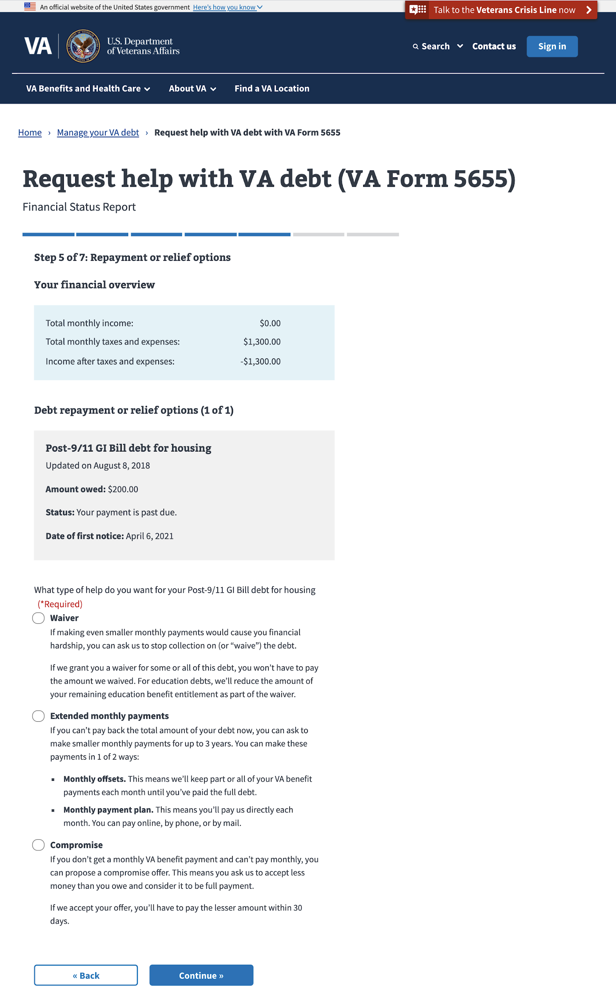 An official website of the United States government Here's how you know
Talk to the Veterans Crisis Line now
VA
U.S. Department
of Veterans Affairs
Search
Contact us
Sign in
VA Benefits and Health Care
About VA
Find a VA Location
Home › Manage your VA debt › Request help with VA debt with VA Form 5655
Request help with VA debt (VA Form 5655)
Financial Status Report
Step 5 of 7: Repayment or relief options
Your financial overview
Total monthly income: $0.00
Total monthly taxes and expenses: $1,300.00
Income after taxes and expenses: -$1,300.00
Debt repayment or relief options (1 of 1)
Post-9/11 GI Bill debt for housing
Updated on August 8, 2018
Amount owed: $200.00
Status: Your payment is past due.
Date of first notice: April 6, 2021
What type of help do you want for your Post-9/11 GI Bill debt for housing
(*Required)
Waiver
If making even smaller monthly payments would cause you financial
hardship, you can ask us to stop collection on (or “waive”) the debt.
If we grant you a waiver for some or all of this debt, you won’t have to pay
the amount we waived. For education debts, we’ll reduce the amount of
your remaining education benefit entitlement as part of the waiver.
Extended monthly payments
If you can’t pay back the total amount of your debt now, you can ask to
make smaller monthly payments for up to 3 years. You can make these
payments in 1 of 2 ways:
▪ Monthly offsets. This means we’ll keep part or all of your VA benefit
payments each month until you’ve paid the full debt.
▪ Monthly payment plan. This means you’ll pay us directly each
month. You can pay online, by phone, or by mail.
Compromise
If you don’t get a monthly VA benefit payment and can’t pay monthly, you
can propose a compromise offer. This means you ask us to accept less
money than you owe and consider it to be full payment.
If we accept your offer, you’ll have to pay the lesser amount within 30
days.
« Back
Continue »